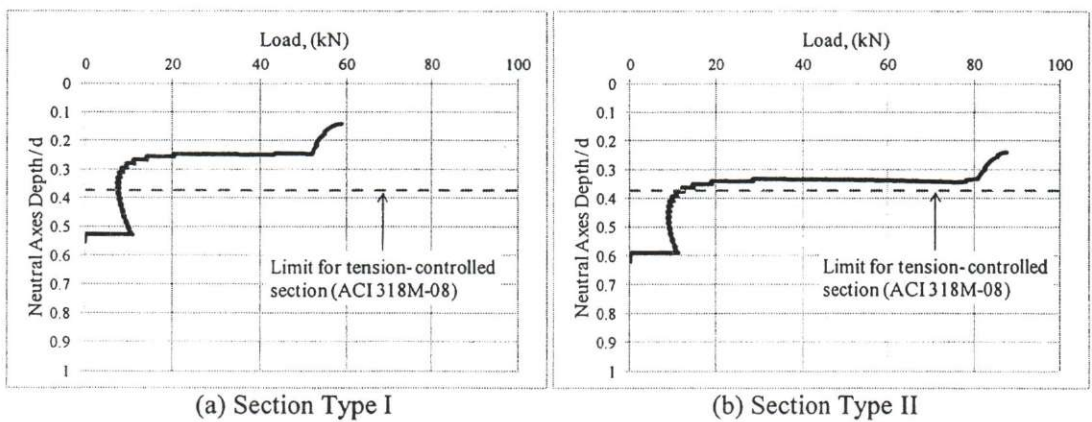 Load, (kN)
0 20 40 60 80 100
0
0.1
0.2
0.3
0.4
0.5
0.6
0.7
0.8
0.9
1
Neutral Axes Depth/d
Limit for tension-controlled
section (ACI 318M-08)
(a) Section Type I
Load, (kN)
0 20 40 60 80 100
0
0.1
0.2
0.3
0.4
0.5
0.6
0.7
0.8
0.9
1
Neutral Axes Depth/d
Limit for tension-controlled
section (ACI 318M-08)
(b) Section Type II